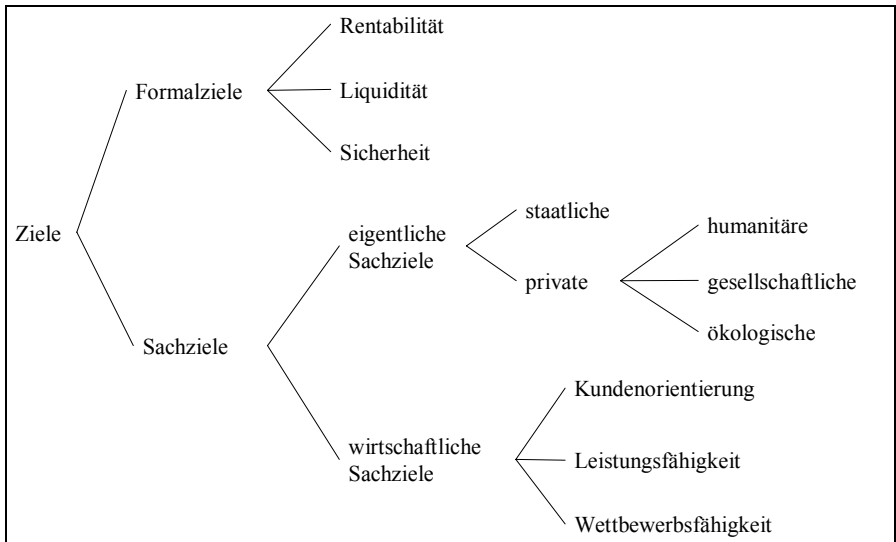 Rentabilität
Formalziele
Liquidität
Sicherheit
Ziele
staatliche
eigentliche
Sachziele
humanitäre
private
gesellschaftliche
ökologische
Sachziele
Kundenorientierung
wirtschaftliche
Sachziele
Leistungsfähigkeit
Wettbewerbsfähigkeit